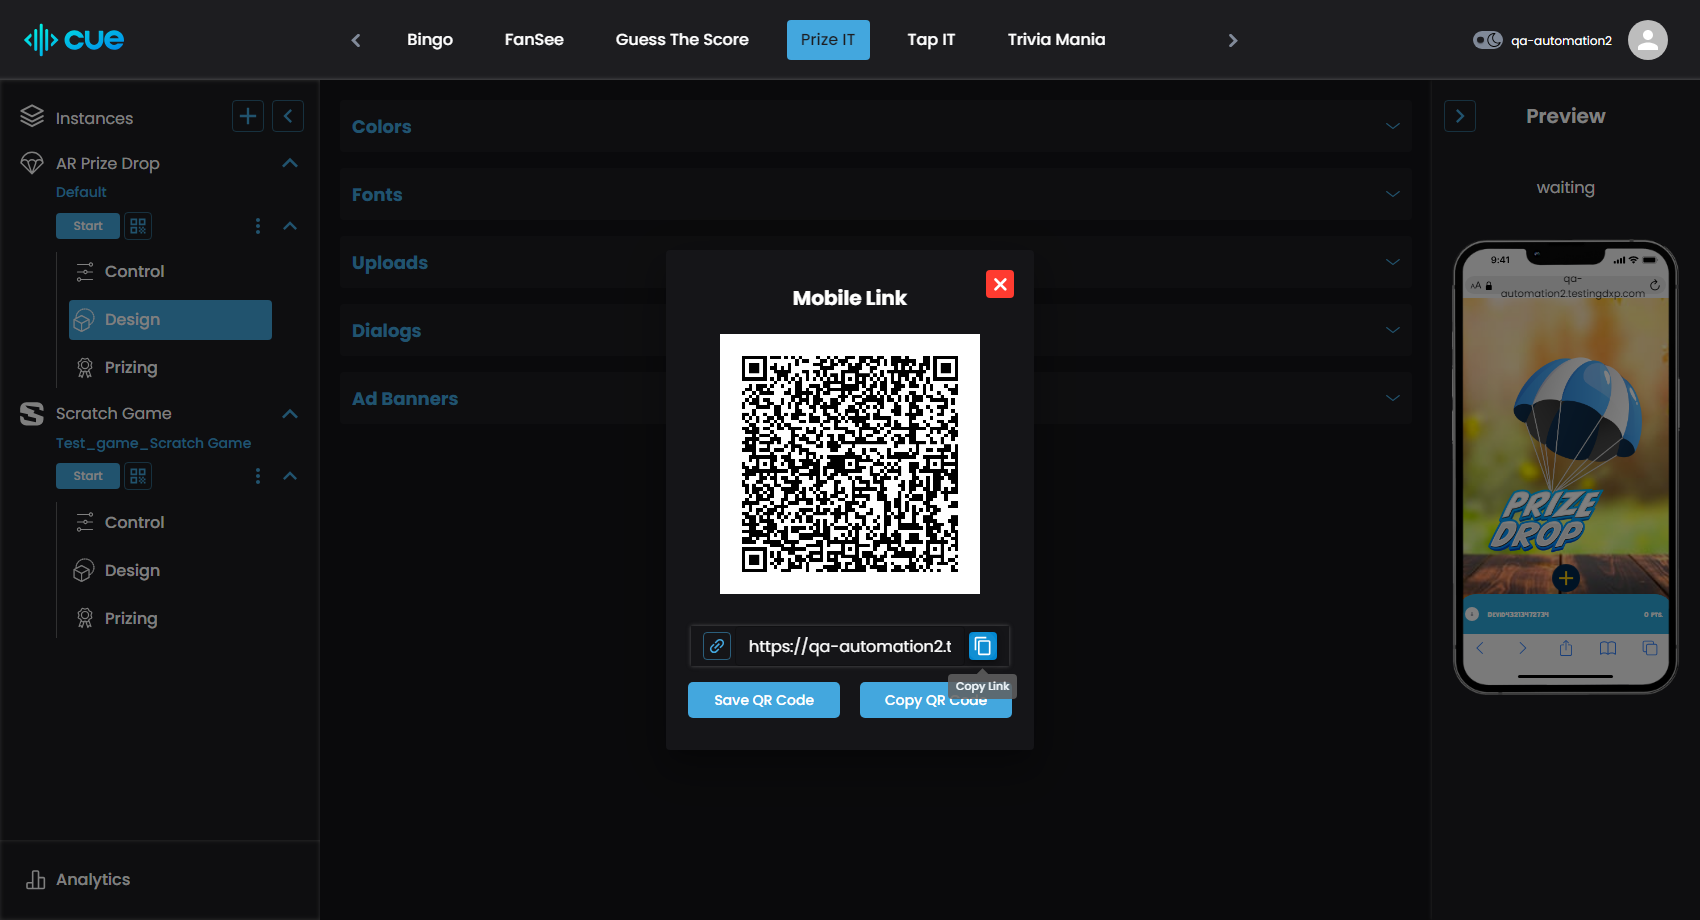 cue
Bingo
FanSee
Guess The Score
Prize IT
Tap IT
Trivia Mania
qa-automation2
Instances
AR Prize Drop
Default
Start
Control
Design
Prizing
Scratch Game
Test_game_Scratch Game
Start
Control
Design
Prizing
Analytics
Colors
Fonts
Uploads
Dialogs
Ad Banners
Mobile Link
https://qa-automation2.t
Copy Link
Save QR Code
Copy QR Code
Preview
waiting
9:41
AA
qa-
automation2.testingdxp.com
PRIZE
DROP
0 PTS.